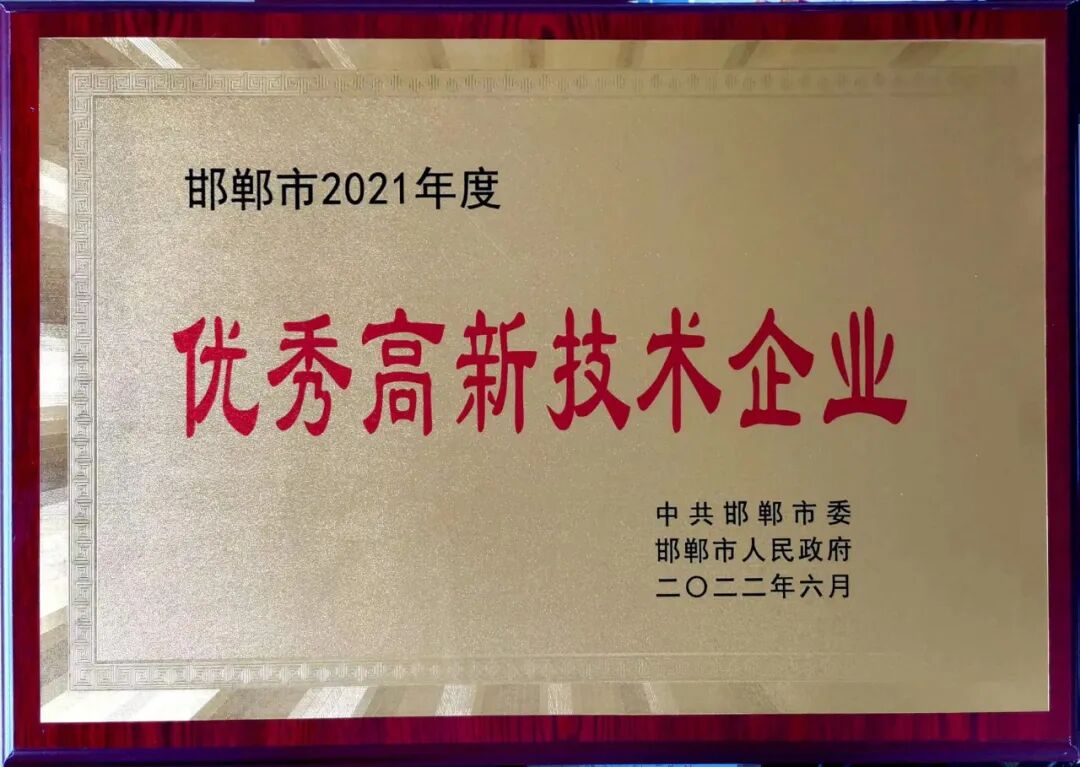 邯郸市2021年度
优秀高新技术企业
中共邯郸市委
邯郸市人民政府
二〇二二年六月